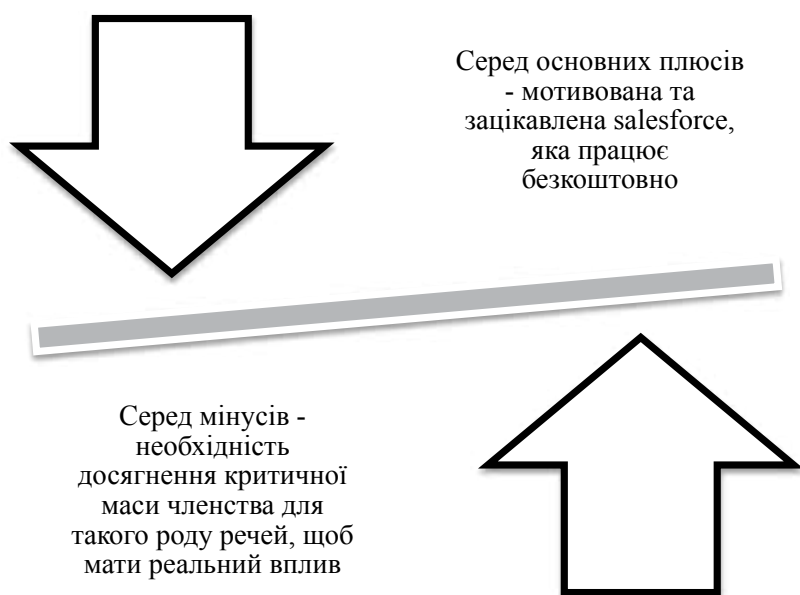 Серед основних плюсів
- мотивована та
зацікавлена salesforce,
яка працює
безкоштовно
Серед мінусів -
необхідність
досягнення критичної
маси членства для
такого роду речей, щоб
мати реальний вплив